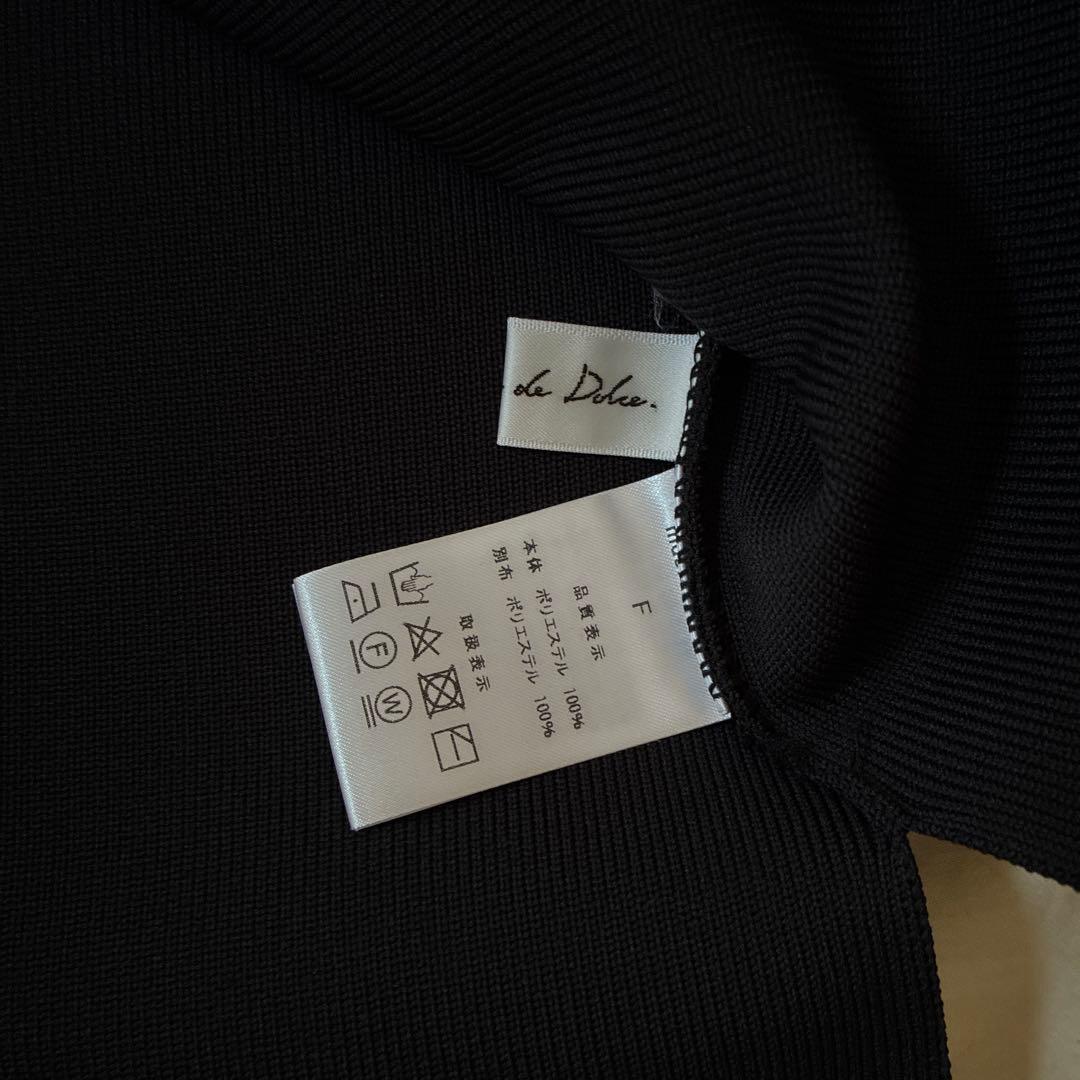 de Dolce.
F
品質表示
本体 ポリエステル 100%
別布 ポリエステル 100%
取扱表示
F
W